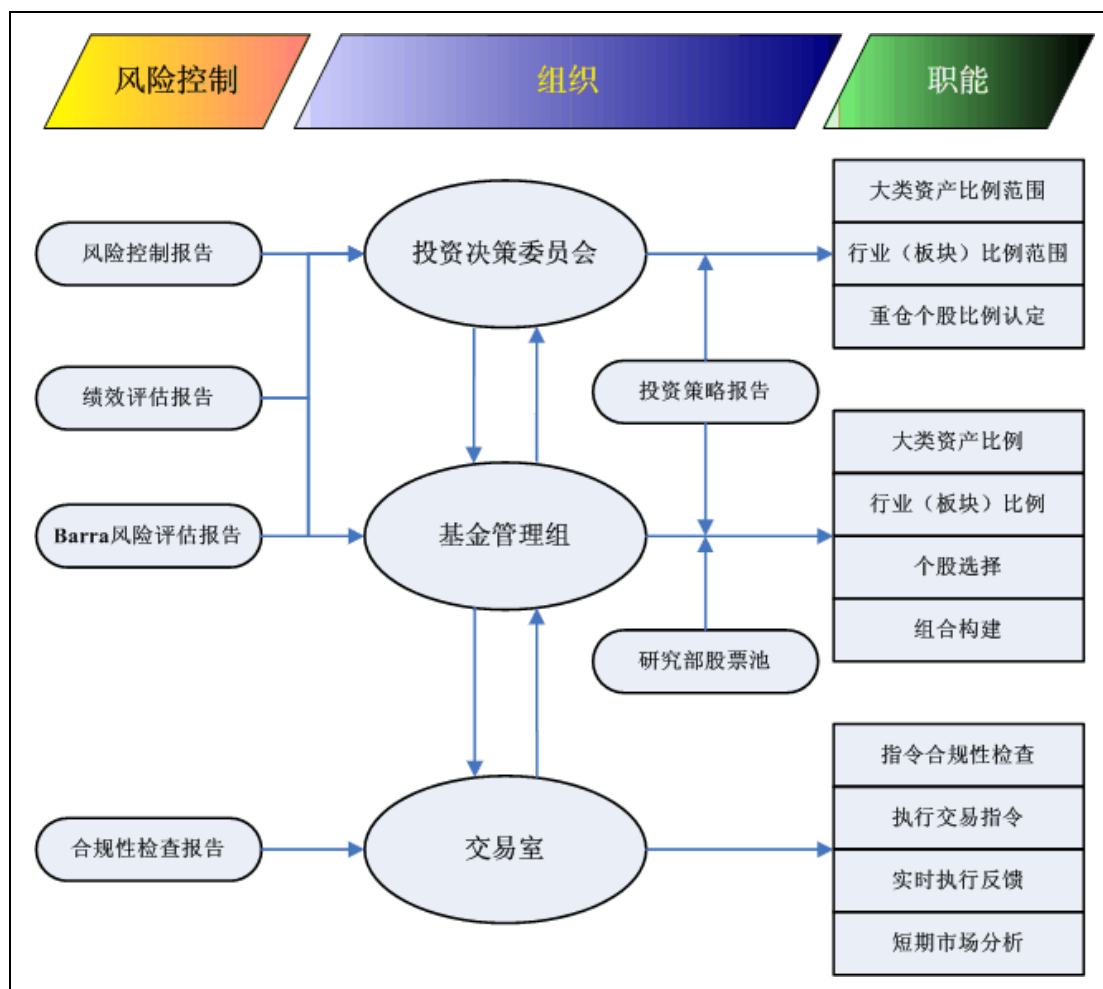 风险控制
组织
职能
风险控制报告
绩效评估报告
Barra风险评估报告
合规性检查报告
投资决策委员会
基金管理组
交易室
投资策略报告
研究部股票池
大类资产比例范围
行业（板块）比例范围
重仓个股比例认定
大类资产比例
行业（板块）比例
个股选择
组合构建
指令合规性检查
执行交易指令
实时执行反馈
短期市场分析